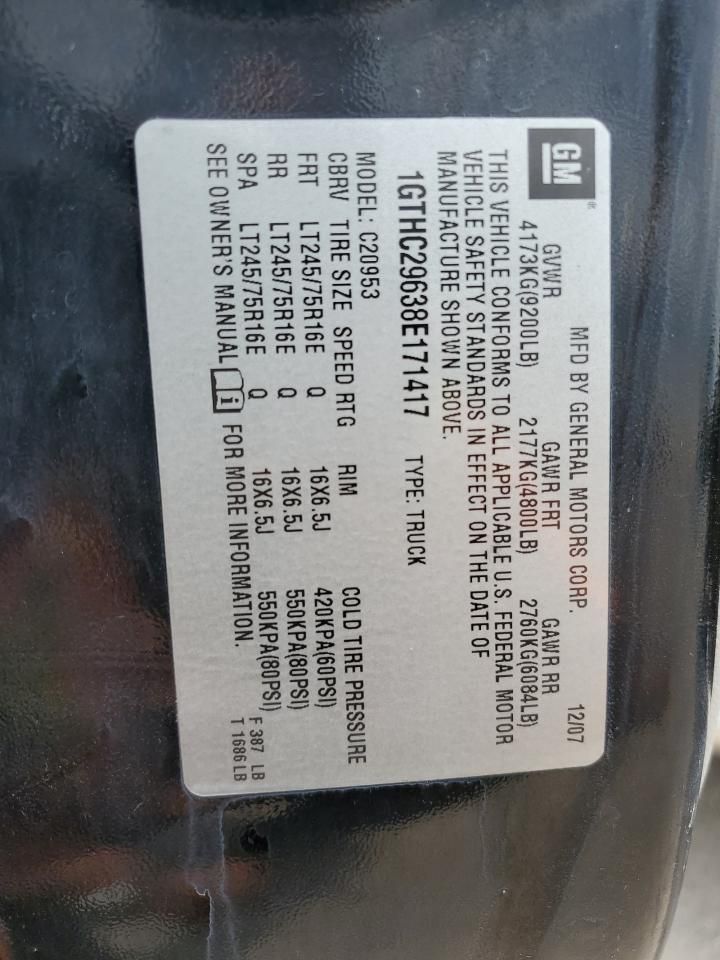 GM
MFD BY GENERAL MOTORS CORP. 12/07
GVWR GAWR FRT GAWR RR
4173KG(9200LB) 2177KG(4800LB) 2760KG(6084LB)
THIS VEHICLE CONFORMS TO ALL APPLICABLE U.S. FEDERAL MOTOR
VEHICLE SAFETY STANDARDS IN EFFECT ON THE DATE OF
MANUFACTURE SHOWN ABOVE.
1GTHC29638E171417 TYPE: TRUCK
MODEL: C20953
CBRV TIRE SIZE SPEED RTG RIM COLD TIRE PRESSURE
FRT LT245/75R16E Q 16X6.5J 420KPA(60PSI)
RR LT245/75R16E Q 16X6.5J 550KPA(80PSI)
SPA LT245/75R16E Q 16X6.5J 550KPA(80PSI)
SEE OWNER'S MANUAL i FOR MORE INFORMATION.
F 387 LB
T 1686 LB